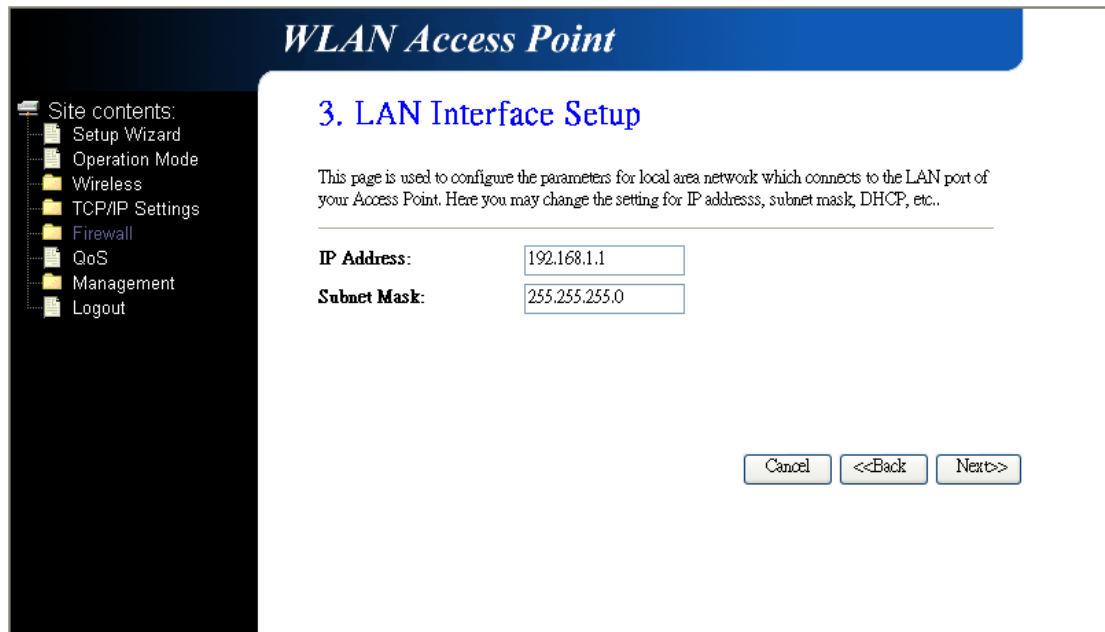 WLAN Access Point
Site contents:
Setup Wizard
Operation Mode
Wireless
TCP/IP Settings
Firewall
QoS
Management
Logout
3. LAN Interface Setup
This page is used to configure the parameters for local area network which connects to the LAN port of
your Access Point. Here you may change the setting for IP addresss, subnet mask, DHCP, etc..
IP Address: 192.168.1.1
Subnet Mask: 255.255.255.0
Cancel <<Back Next>>